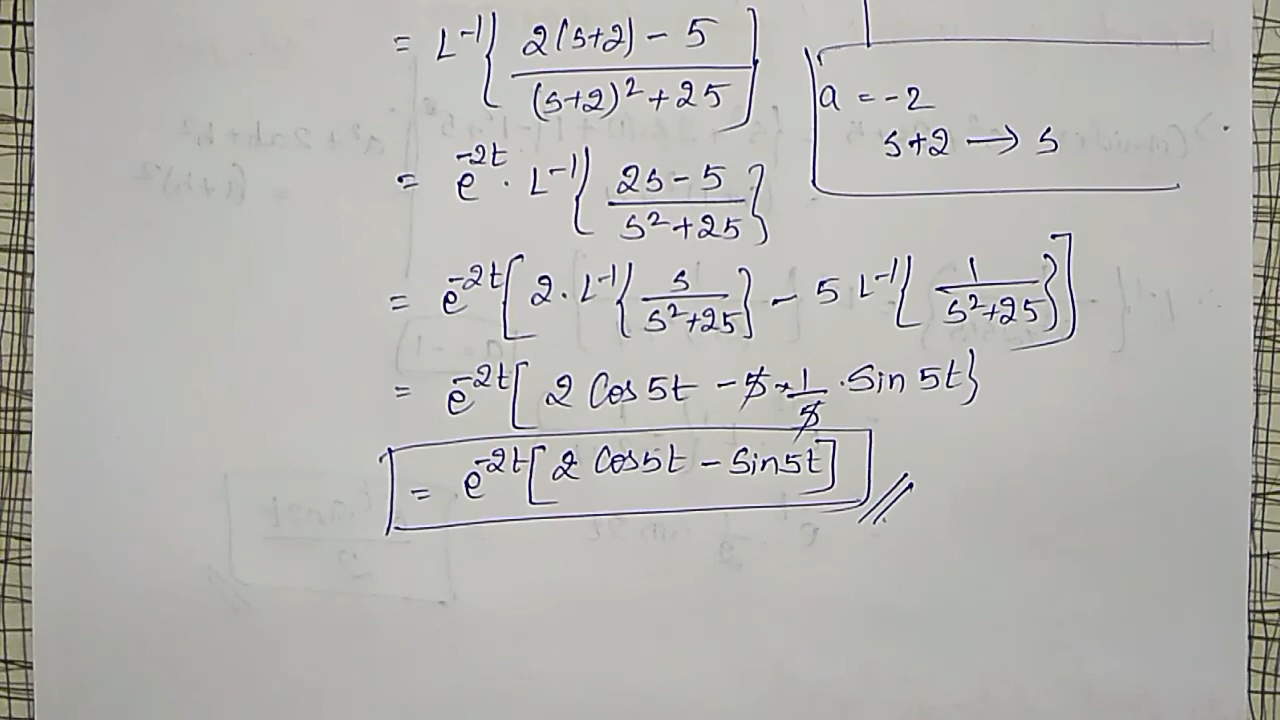 = L⁻¹{ 2(s+2) - 5 / (s+2)² + 25 }
a = -2
s+2 → s
= e^-2t . L⁻¹{ 2s - 5 / s² + 25 }
= e^-2t [ 2 . L⁻¹{ s / s²+25 } - 5 L⁻¹{ 1 / s²+25 } ]
= e^-2t [ 2 Cos 5t - 5 × 1/5 . Sin 5t }
= e^-2t [ 2 Cos5t - Sin5t ]